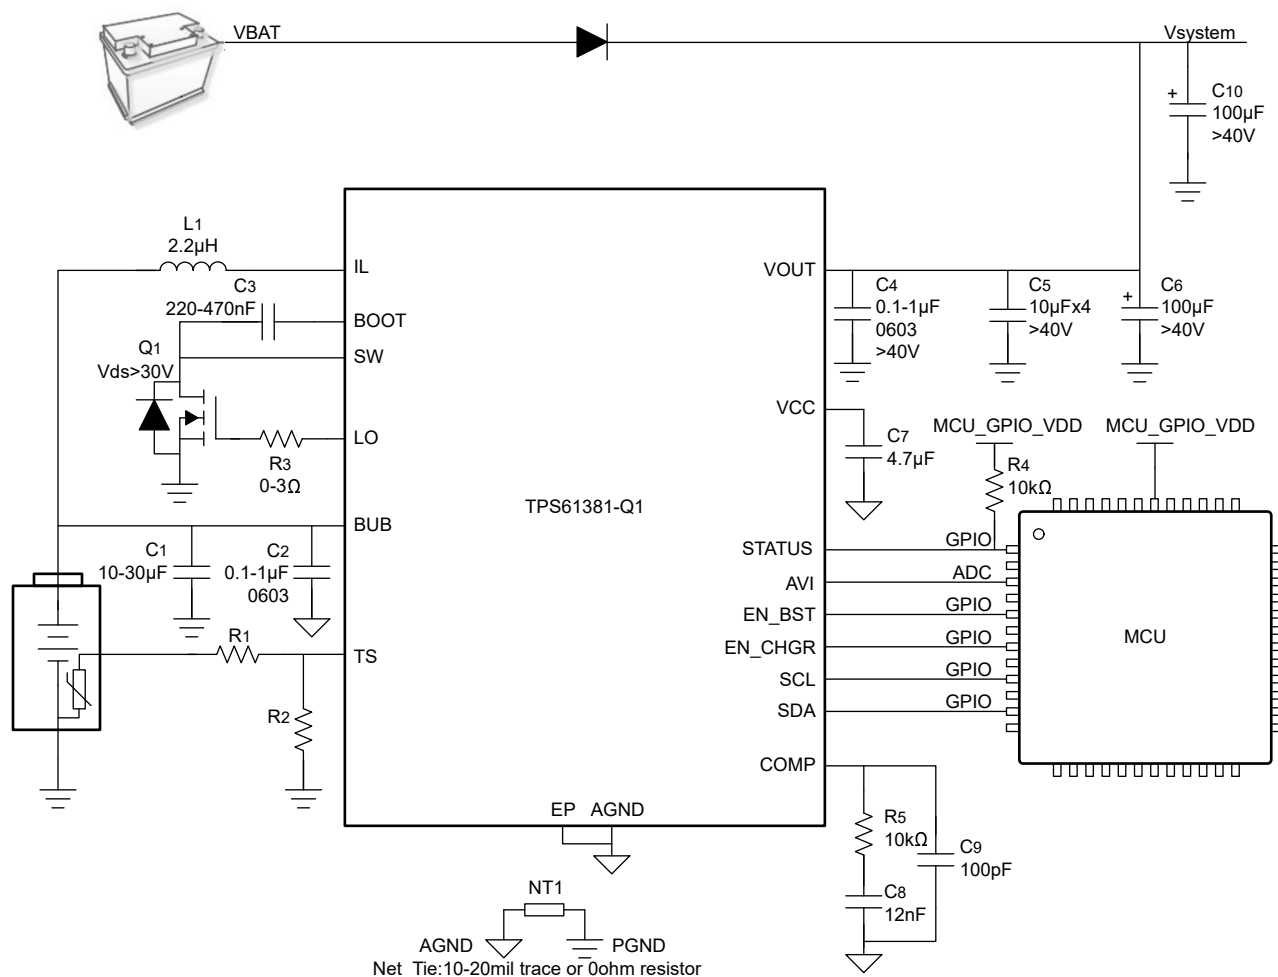 VBAT
Vsystem
+
C10
100µF
>40V
L1
2.2µH
IL
VOUT
C3
220-470nF
BOOT
SW
C4
0.1-1µF
0603
>40V
C5
10µFx4
>40V
+
C6
100µF
>40V
Q1
Vds>30V
VCC
LO
R3
0-3Ω
C7
4.7µF
MCU_GPIO_VDD
MCU_GPIO_VDD
R4
10kΩ
TPS61381-Q1
BUB
C1
10-30µF
C2
0.1-1µF
0603
STATUS
GPIO
AVI
ADC
EN_BST
GPIO
EN_CHGR
GPIO
SCL
GPIO
SDA
GPIO
MCU
R1
TS
R2
COMP
EP
AGND
R5
10kΩ
C9
100pF
C8
12nF
NT1
AGND
PGND
Net_Tie:10-20mil trace or 0ohm resistor